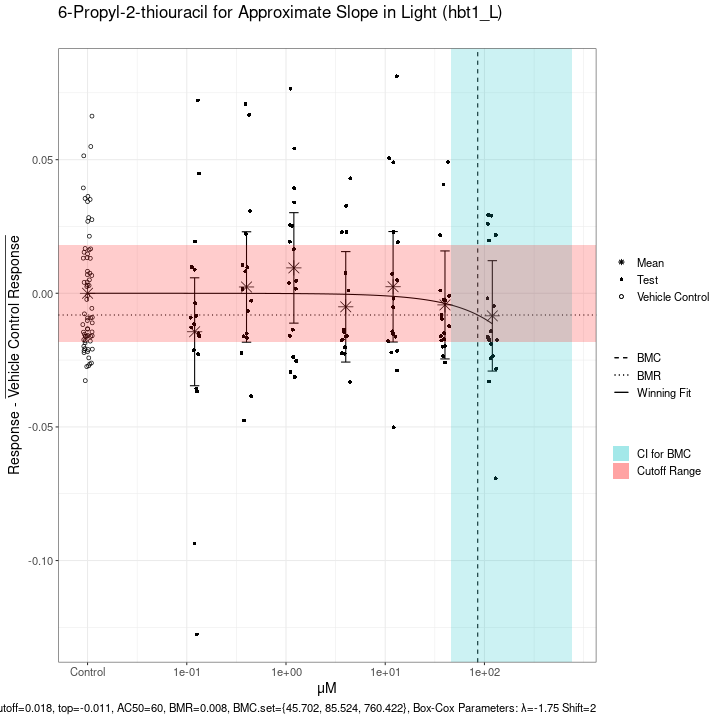 6-Propyl-2-thiouracil for Approximate Slope in Light (hbt1_L)
Response - Vehicle Control Response
0.05
0.00
-0.05
-0.10
Control
1e-01
1e+00
1e+01
1e+02
µM
Mean
Test
Vehicle Control
BMC
BMR
Winning Fit
CI for BMC
Cutoff Range
utoff=0.018, top=-0.011, AC50=60, BMR=0.008, BMC.set={45.702, 85.524, 760.422}, Box-Cox Parameters: λ=-1.75 Shift=2